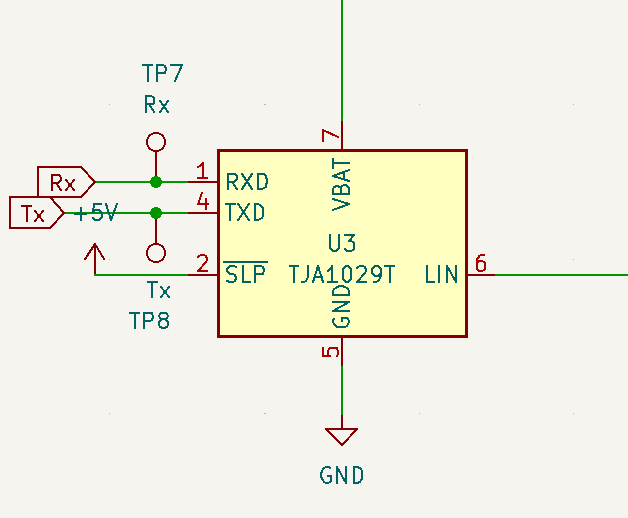 TP7
Rx
7
Rx
1
RXD
VBAT
Tx
+5V
4
TXD
U3
2
SLP
TJA1029T
LIN
6
GND
Tx
TP8
5
GND